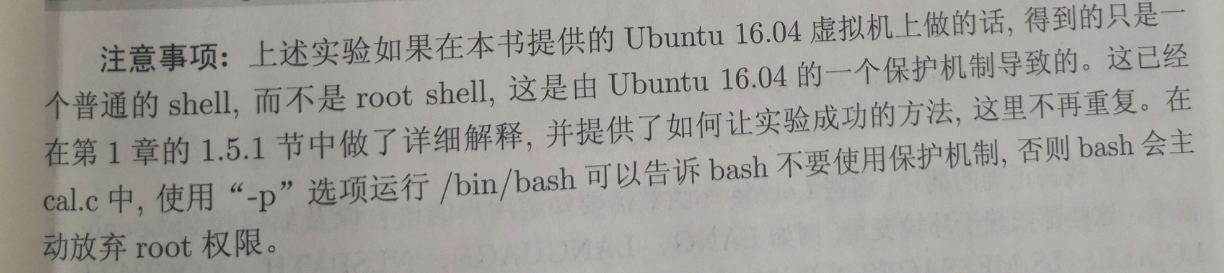 注意事项：上述实验如果在本书提供的 Ubuntu 16.04 虚拟机上做的话, 得到的只是一
个普通的 shell, 而不是 root shell, 这是由 Ubuntu 16.04 的一个保护机制导致的。这已经
在第 1 章的 1.5.1 节中做了详细解释, 并提供了如何让实验成功的方法, 这里不再重复。在
cal.c 中, 使用“-p”选项运行 /bin/bash 可以告诉 bash 不要使用保护机制, 否则 bash 会主
动放弃 root 权限。